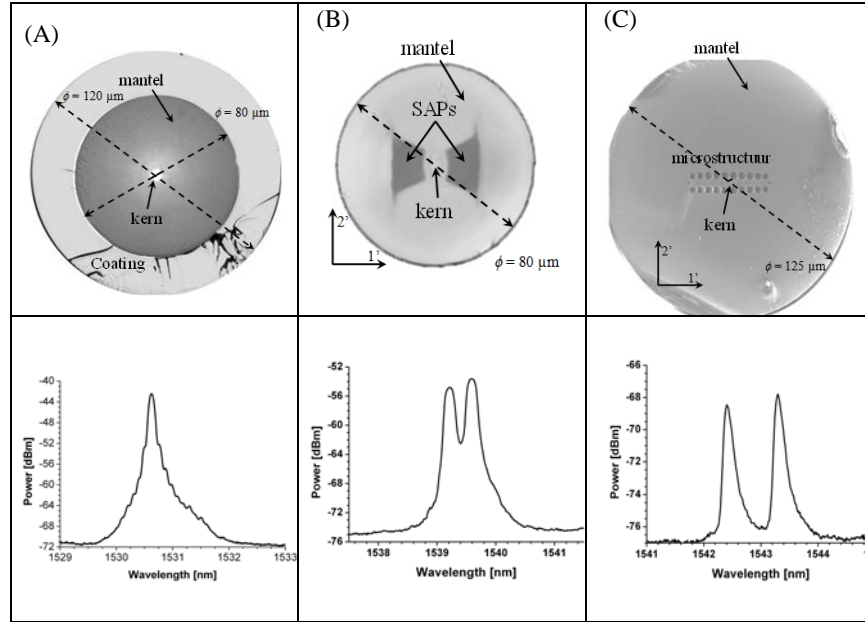 (A)
mantel
ϕ = 120 µm
ϕ = 80 µm
kern
Coating
(B)
mantel
SAPs
kern
2'
1'
ϕ = 80 µm
(C)
mantel
microstructuur
kern
2'
1'
ϕ = 125 µm
-40
-44
-48
-52
-56
-60
-64
-68
-72
Power [dBm]
1529 1530 1531 1532 1533
Wavelength [nm]
-52
-56
-60
-64
-68
-72
-76
Power [dBm]
1538 1539 1540 1541
Wavelength [nm]
-66
-68
-70
-72
-74
-76
Power [dBm]
1541 1542 1543 1544
Wavelength [nm]